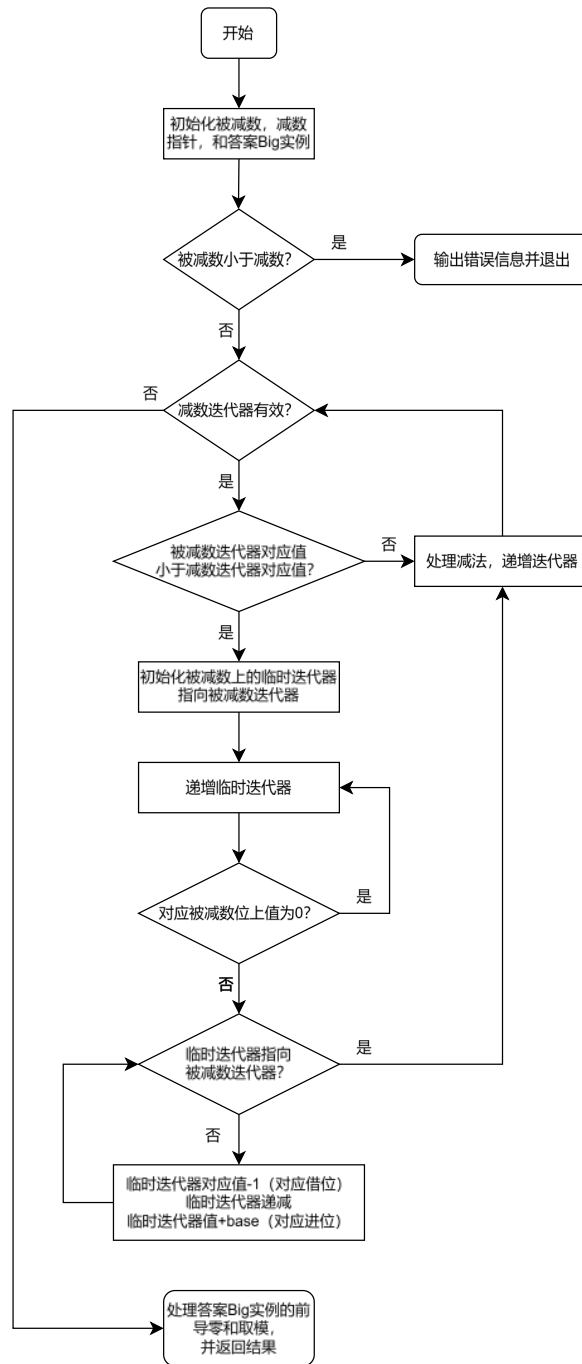 开始
初始化被减数，减数
指针，和答案Big实例
被减数小于减数？
是
输出错误信息并退出
否
减数迭代器有效？
否
是
被减数迭代器对应值
小于减数迭代器对应值？
否
处理减法，递增迭代器
是
初始化被减数上的临时迭代器
指向被减数迭代器
递增临时迭代器
对应被减数位上值为0？
是
否
临时迭代器指向
被减数迭代器？
是
否
临时迭代器对应值-1（对应借位）
临时迭代器递减
临时迭代器值+base（对应进位）
处理答案Big实例的前
导零和取模，
并返回结果